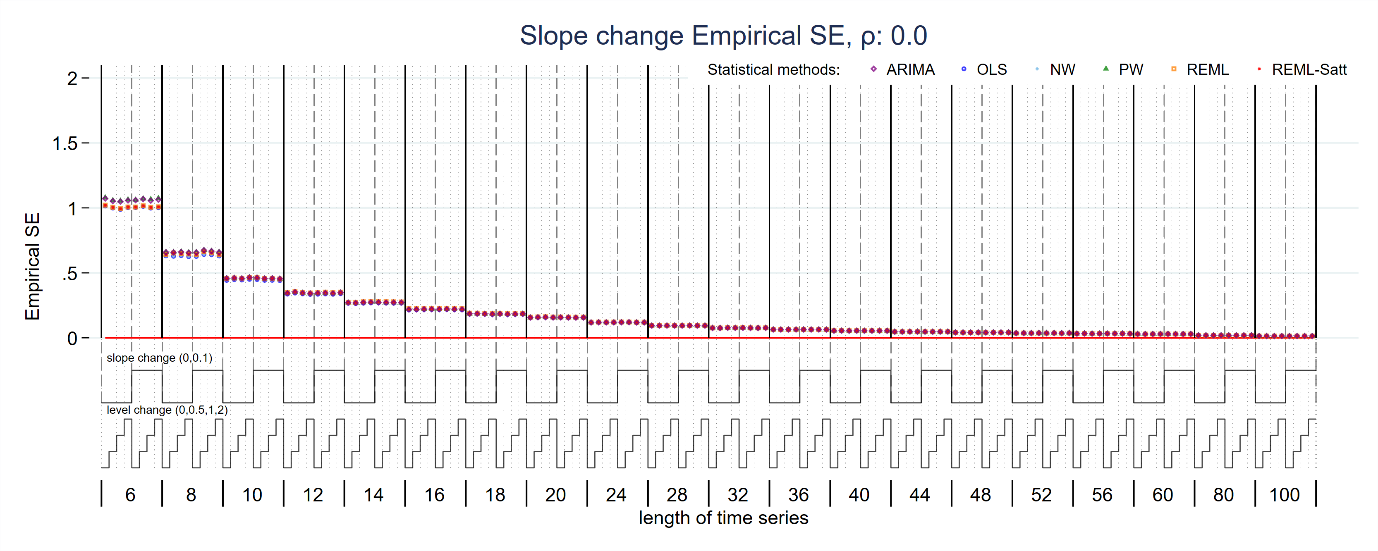 Slope change Empirical SE, ρ: 0.0
Statistical methods: ARIMA OLS NW PW REML REML-Satt
2
1.5
1
.5
0
Empirical SE
slope change (0,0.1)
level change (0,0.5,1,2)
6 8 10 12 14 16 18 20 24 28 32 36 40 44 48 52 56 60 80 100
length of time series